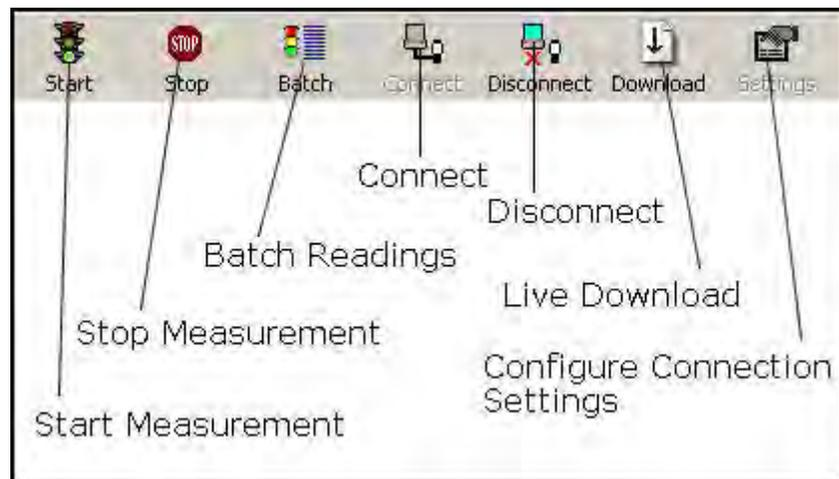 STOP
Start Stop Batch Connect Disconnect Download Settings
Connect
Disconnect
Batch Readings
Live Download
Stop Measurement
Configure Connection
Settings
Start Measurement